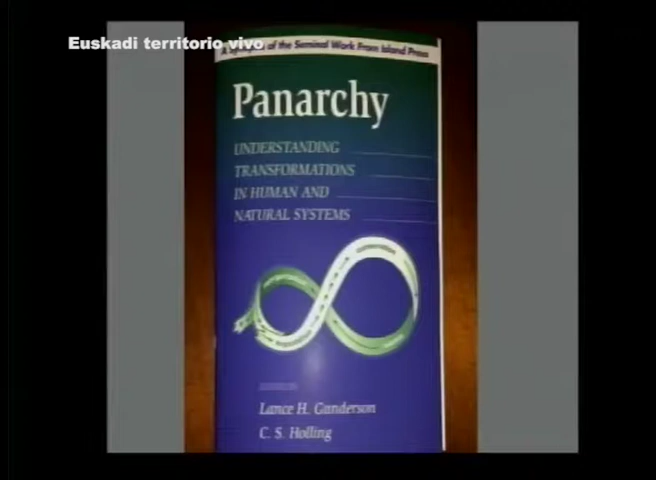 Euskadi territorio vivo
of the Seminal Work From Island Press
Panarchy
UNDERSTANDING
TRANSFORMATIONS
IN HUMAN AND
NATURAL SYSTEMS
Lance H. Gunderson
C. S. Holling